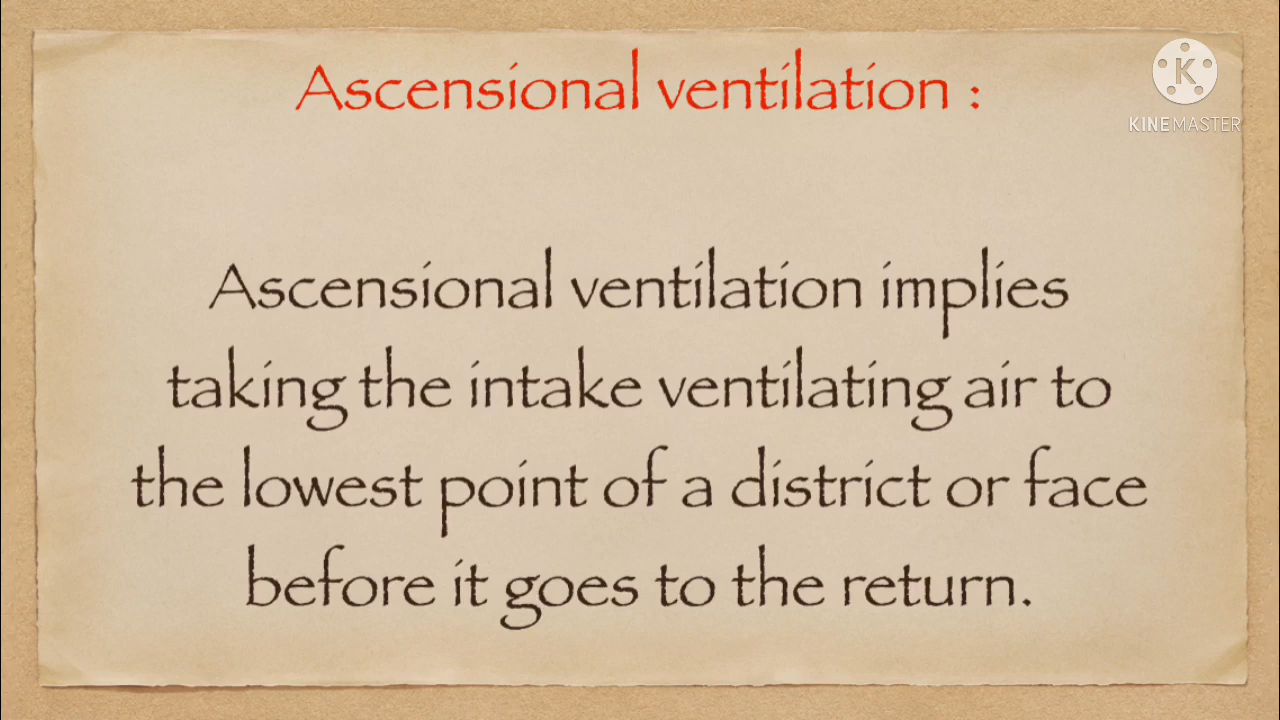 Ascensional ventilation :
K
KINEMASTER
Ascensional ventilation implies
taking the intake ventilating air to
the lowest point of a district or face
before it goes to the return.